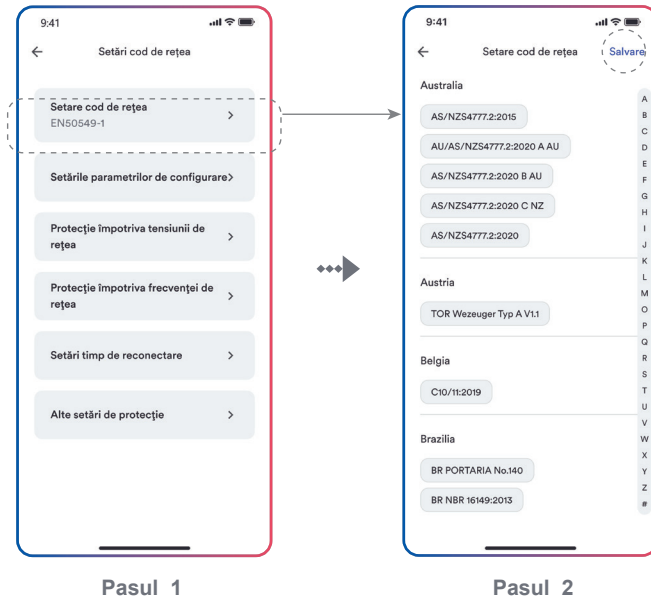 9:41
Setări cod de rețea
Setare cod de rețea
EN50549-1
Setările parametrilor de configurare
Protecție împotriva tensiunii de
rețea
Protecție împotriva frecvenței de
rețea
Setări timp de reconectare
Alte setări de protecție
Pasul 1
9:41
Setare cod de rețea
Salvare
Australia
AS/NZS4777.2:2015
AU/AS/NZS4777.2:2020 A AU
AS/NZS4777.2:2020 B AU
AS/NZS4777.2:2020 C NZ
AS/NZS4777.2:2020
Austria
TOR Wezeuger Typ A V1.1
Belgia
C10/11:2019
Brazilia
BR PORTARIA No.140
BR NBR 16149:2013
A
B
C
D
E
F
G
H
I
J
K
L
M
O
P
Q
R
S
T
U
V
W
X
Y
Z
#
Pasul 2